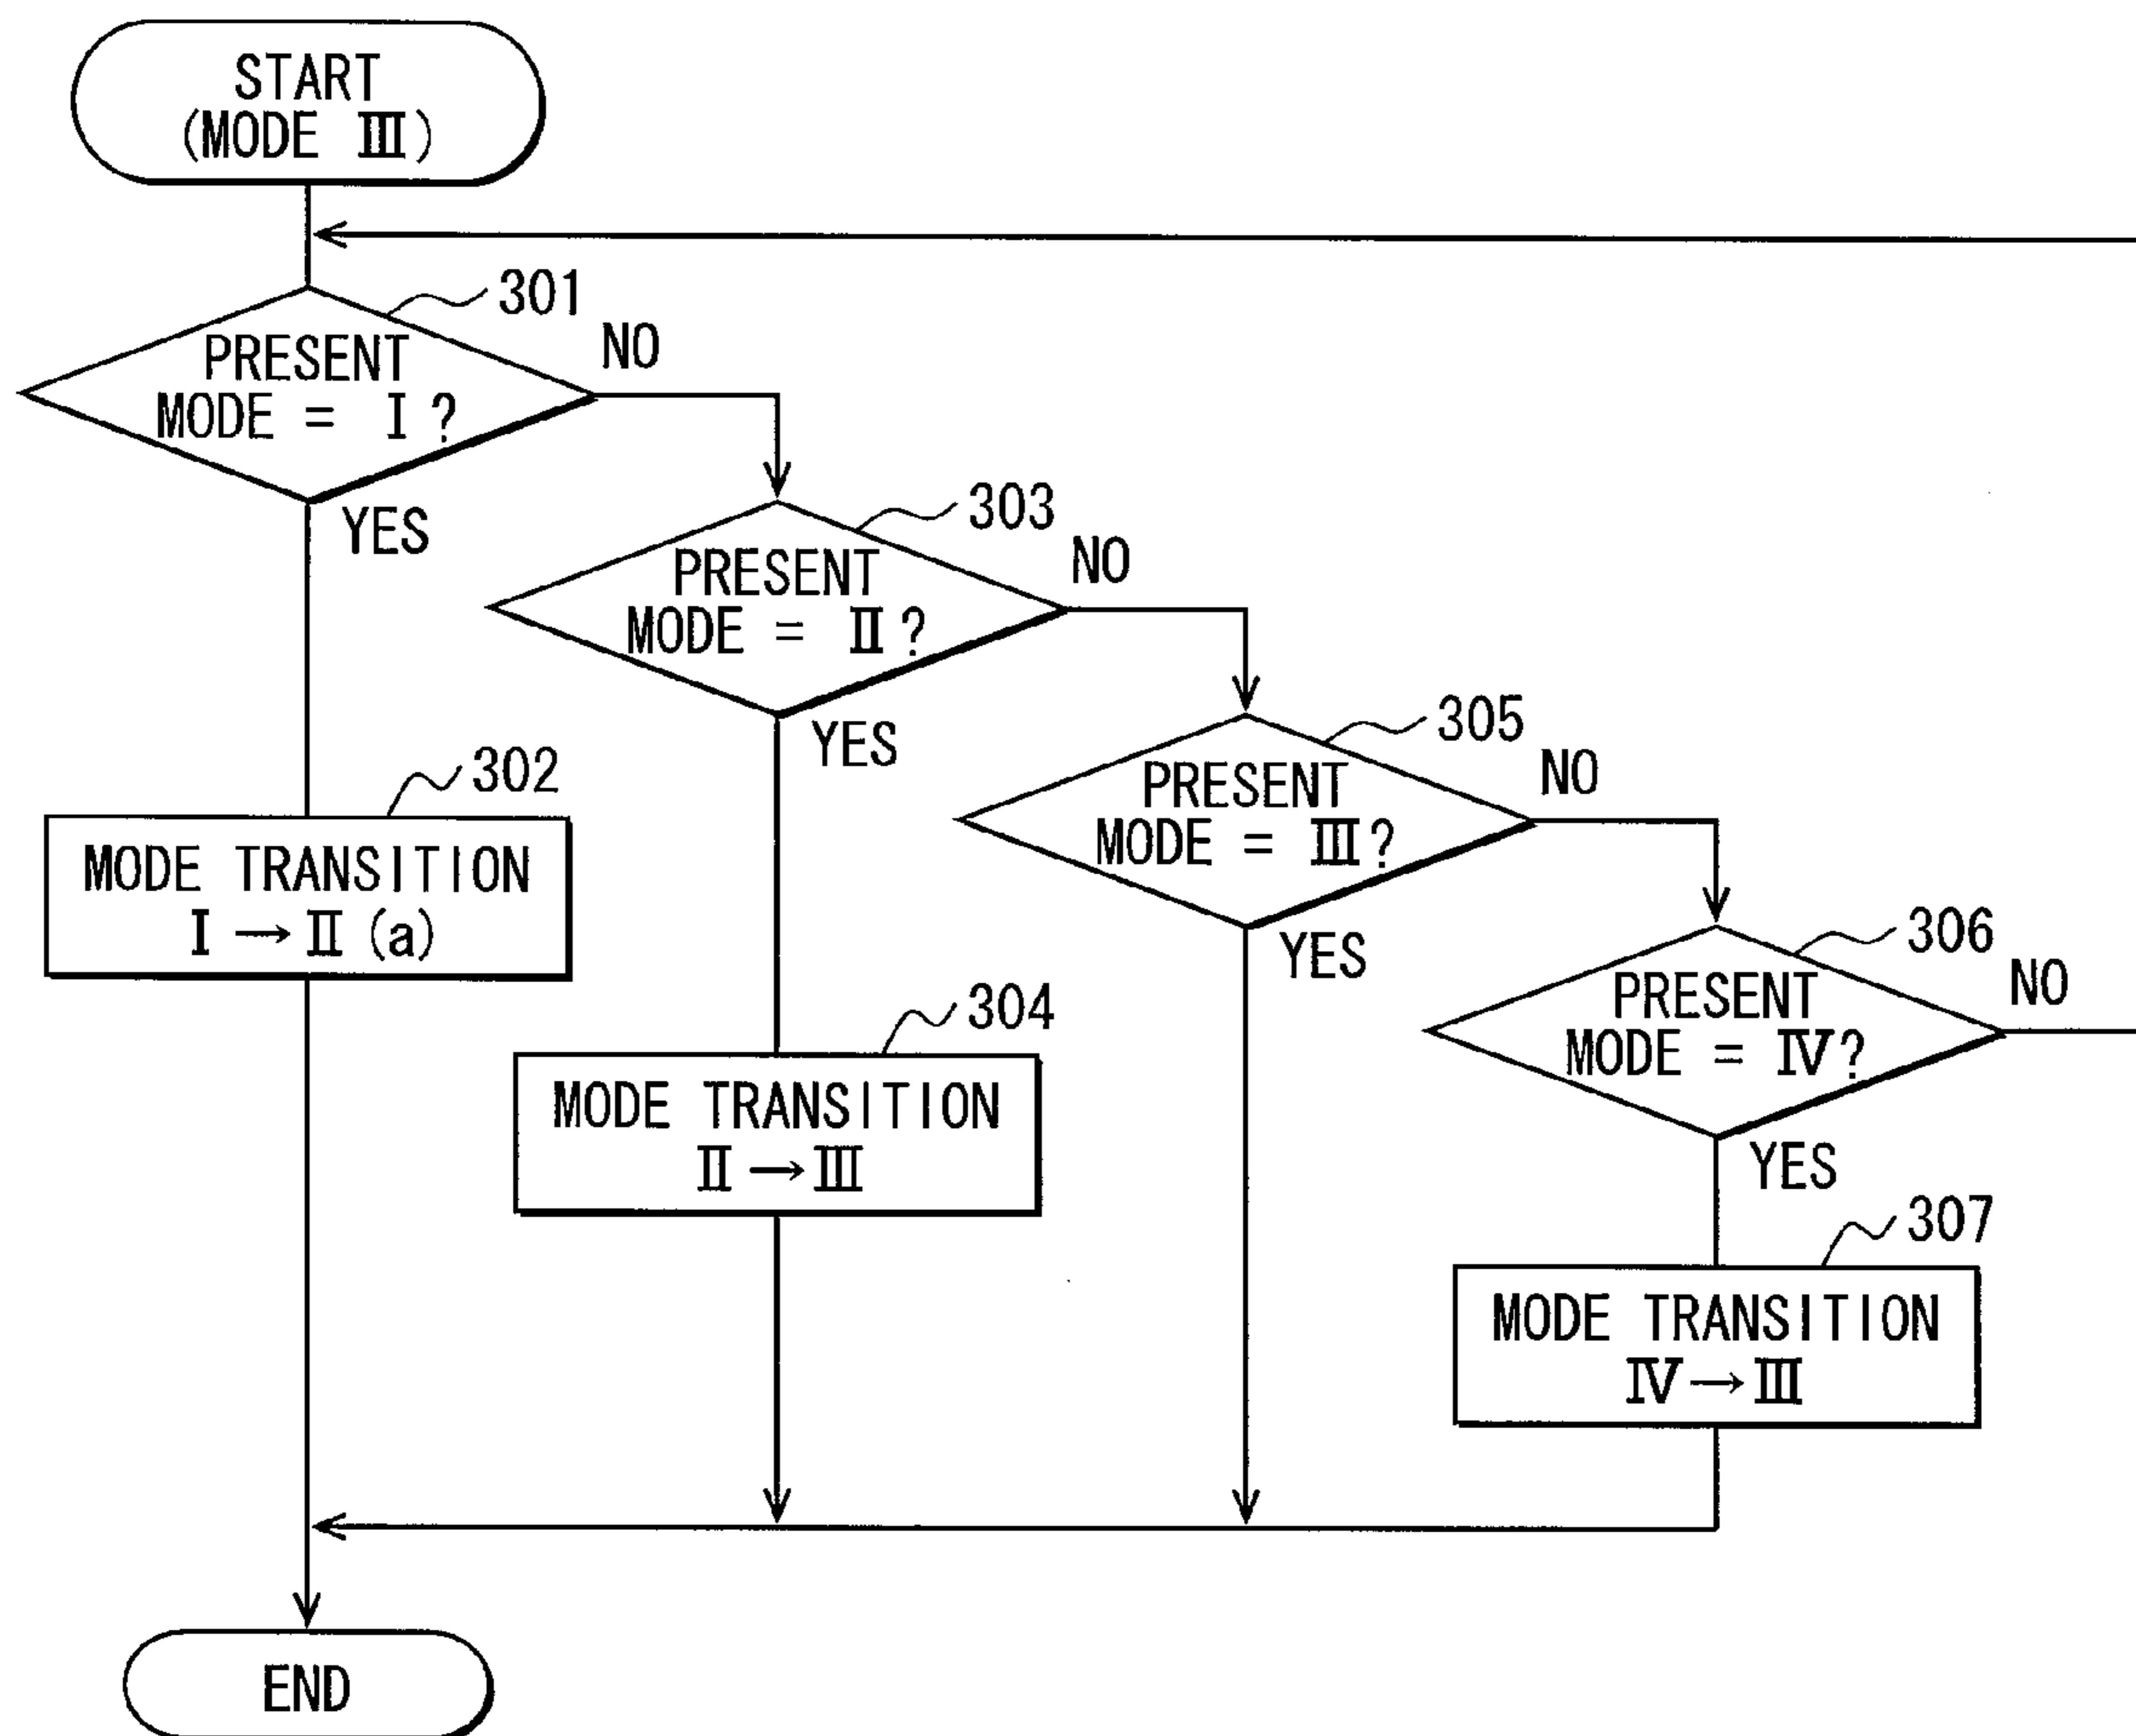 START
(MODE Ⅲ)
301
PRESENT
MODE = Ⅰ?
NO
YES
303
PRESENT
MODE = Ⅱ?
NO
YES
305
PRESENT
MODE = Ⅲ?
NO
YES
306
PRESENT
MODE = Ⅳ?
NO
YES
302
MODE TRANSITION
Ⅰ→Ⅱ(a)
304
MODE TRANSITION
Ⅱ→Ⅲ
307
MODE TRANSITION
Ⅳ→Ⅲ
END